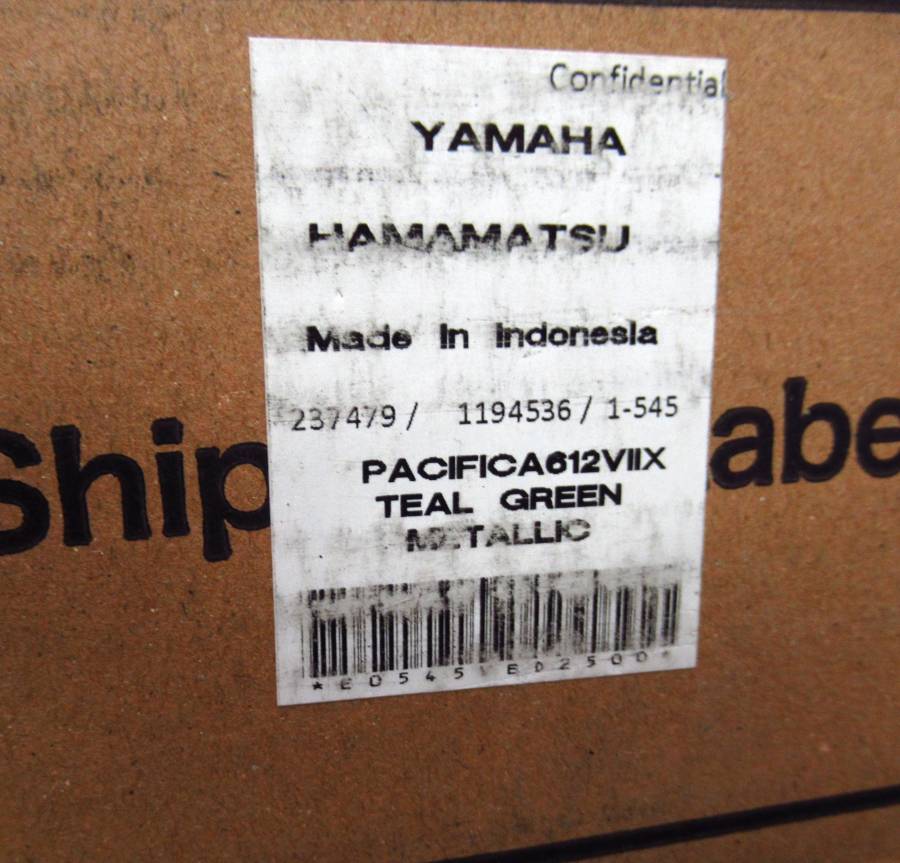 Confidential
YAMAHA
HAMAMATSU
Made In Indonesia
237479 / 1194536 / 1-545
PACIFICA612VIIX
TEAL GREEN
METALLIC
Ship abe